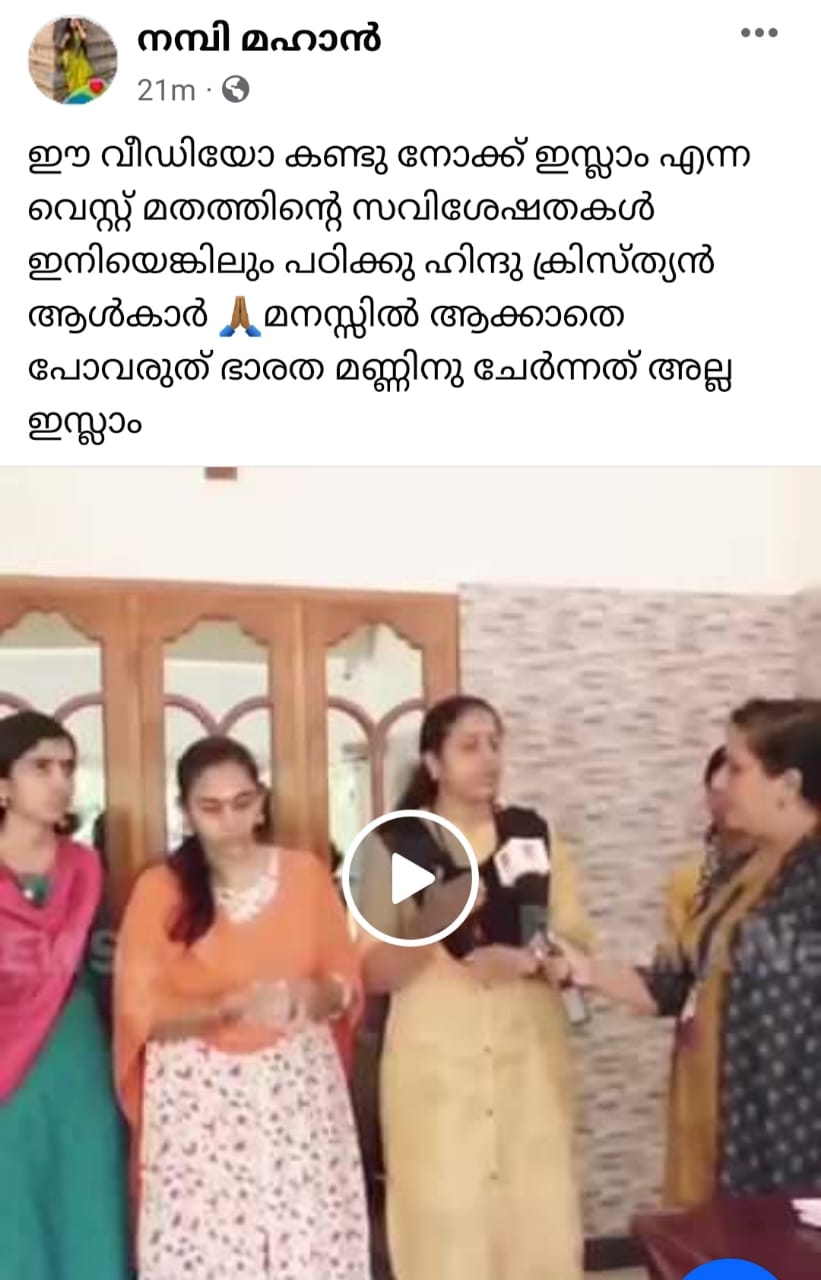 നമ്പി മഹാൻ
21m ·
ഈ വീഡിയോ കണ്ടു നോക്ക് ഇസ്ലാം എന്ന
വെസ്റ്റ് മതത്തിന്റെ സവിശേഷതകൾ
ഇനിയെങ്കിലും പഠിക്കു ഹിന്ദു ക്രിസ്ത്യൻ
ആൾകാർ 🙏🏾മനസ്സിൽ ആക്കാതെ
പോവരുത് ഭാരത മണ്ണിനു ചേർന്നത് അല്ല
ഇസ്ലാം